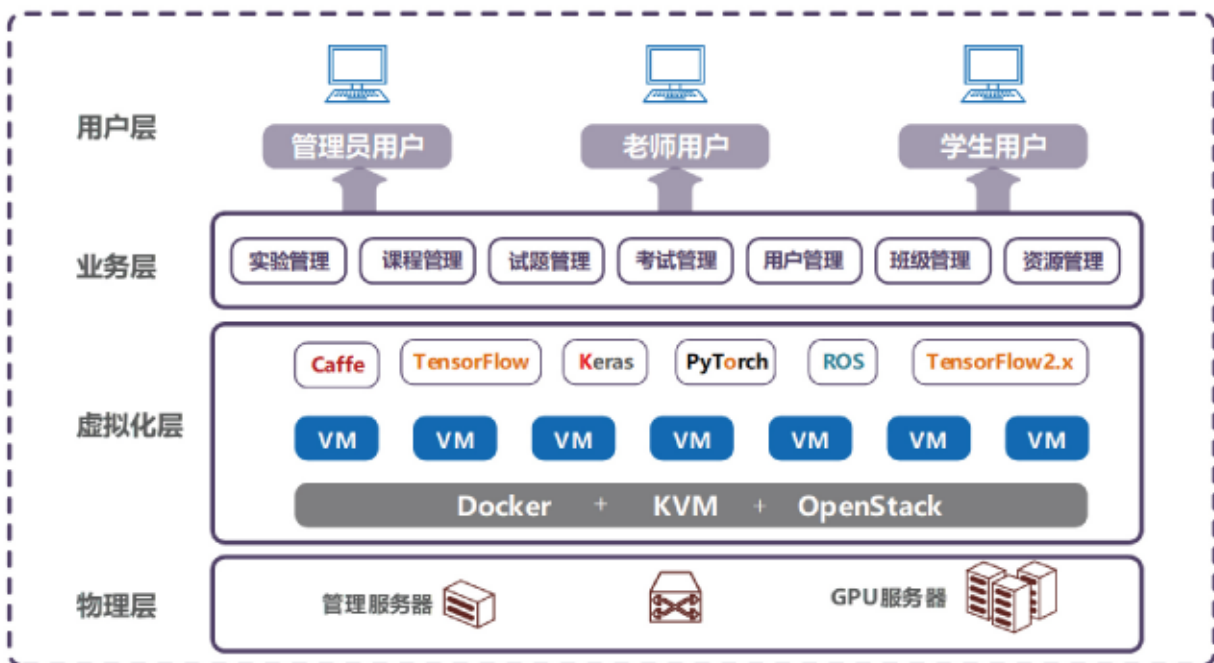 用户层
管理员用户 老师用户 学生用户
业务层
实验管理 课程管理 试题管理 考试管理 用户管理 班级管理 资源管理
虚拟化层
Caffe TensorFlow Keras PyTorch ROS TensorFlow2.x
VM VM VM VM VM VM VM
Docker + KVM + OpenStack
物理层
管理服务器 GPU服务器